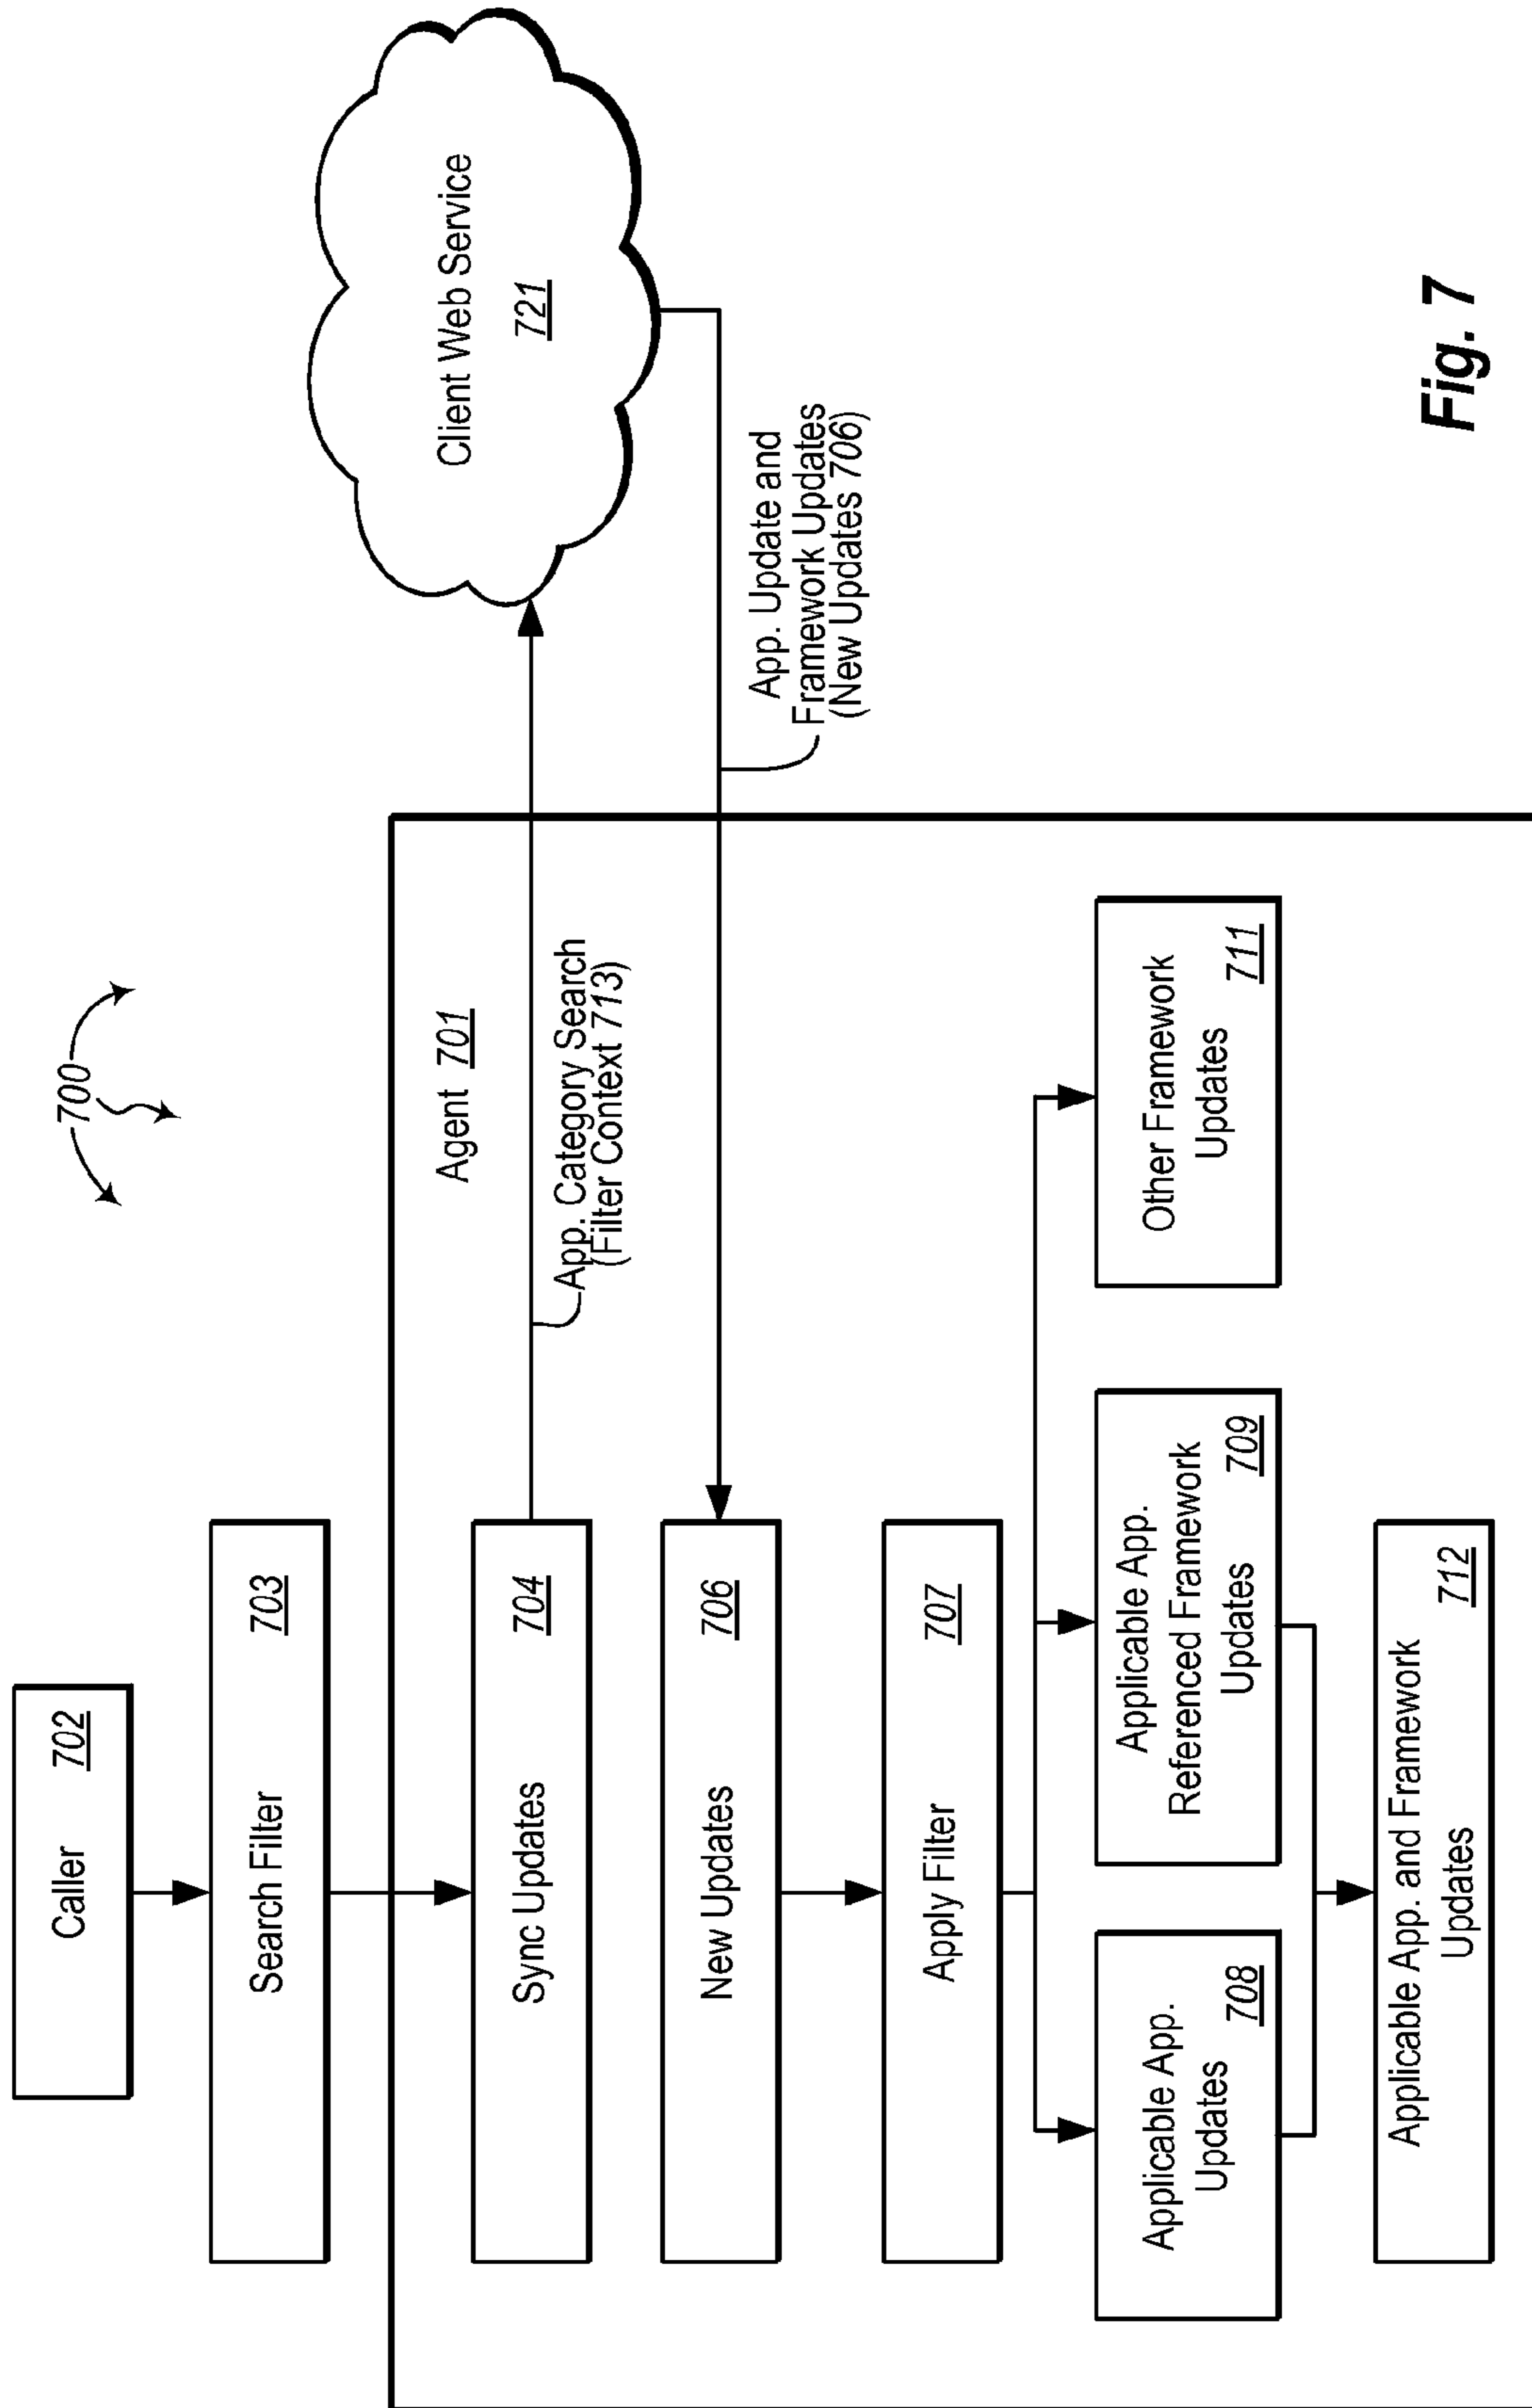 700
Caller 702
Search Filter 703
Agent 701
Sync Updates 704
App. Category Search
(Filter Context 713)
Client Web Service
721
New Updates 706
App. Update and
Framework Updates
(New Updates 706)
Apply Filter 707
Applicable App.
Updates 708
Applicable App.
Referenced Framework
Updates 709
Other Framework
Updates 711
Applicable App. and Framework
Updates 712
Fig. 7